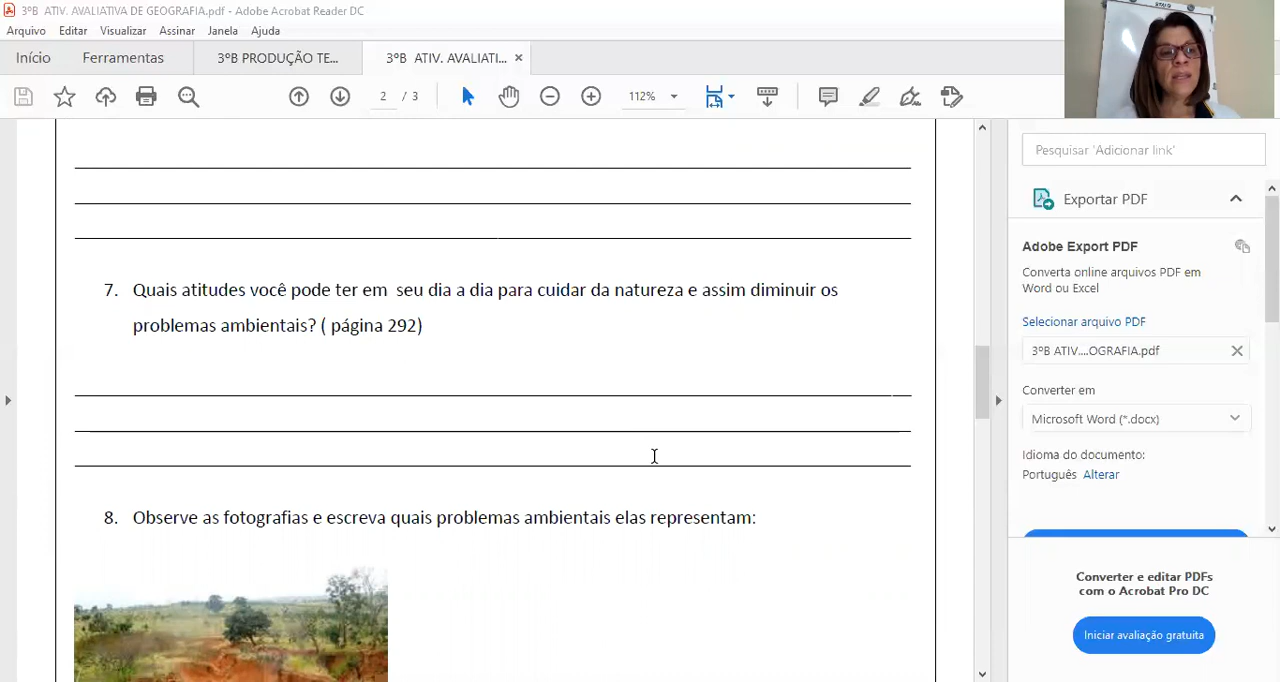 3ºB  ATIV. AVALIATIVA DE GEOGRAFIA.pdf - Adobe Acrobat Reader DC
Arquivo Editar Visualizar Assinar Janela Ajuda
Início Ferramentas 3ºB PRODUÇÃO TE... 3ºB  ATIV. AVALIATI... ×
2 / 3 112%
Pesquisar 'Adicionar link'
Exportar PDF
Adobe Export PDF
Converta online arquivos PDF em
Word ou Excel
Selecionar arquivo PDF
3ºB ATIV....OGRAFIA.pdf
Converter em
Microsoft Word (*.docx)
Idioma do documento:
Português Alterar
Converter e editar PDFs
com o Acrobat Pro DC
Iniciar avaliação gratuita
7. Quais atitudes você pode ter em  seu dia a dia para cuidar da natureza e assim diminuir os
problemas ambientais? ( página 292)
8. Observe as fotografias e escreva quais problemas ambientais elas representam: